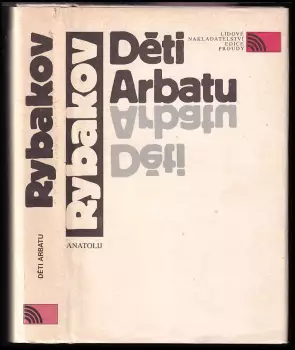 Rybakov
DĚTI ARBATU
LIDOVÉ
NAKLADATELSTVÍ
EDICE
PROUDY
Děti
Arbatu
Arbatu
Děti
Rybakov
ANATOLIJ